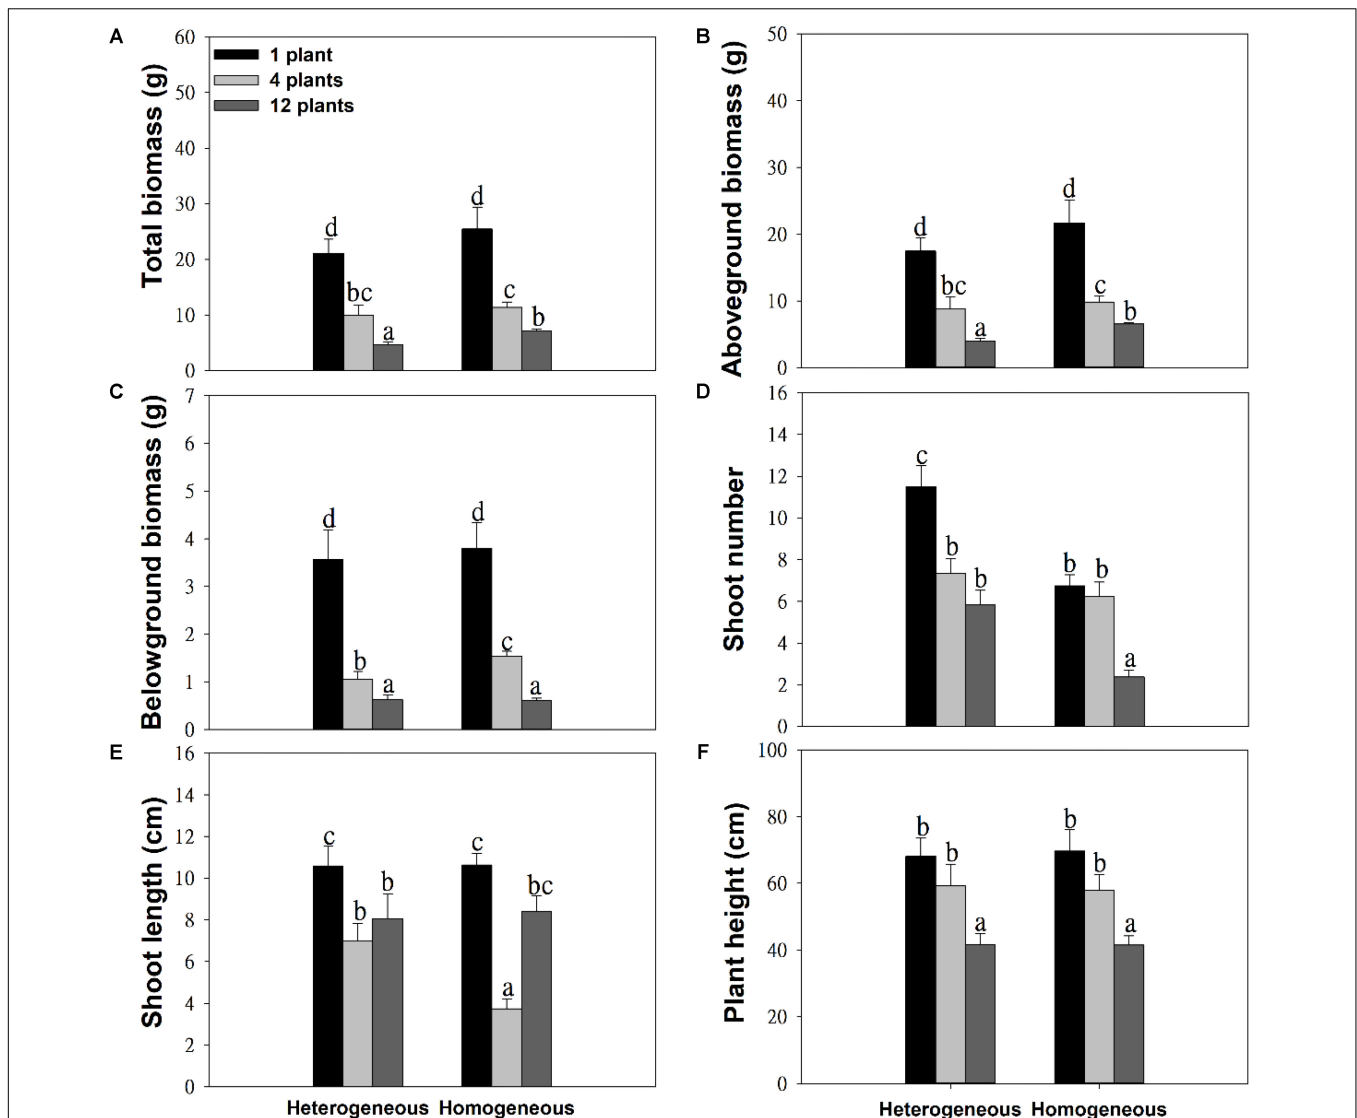 A
Total biomass (g)
60
50
40
30
20
10
0
1 plant
4 plants
12 plants
d
bc
a
d
c
b
B
Aboveground biomass (g)
50
40
30
20
10
0
d
bc
a
d
c
b
C
Belowground biomass (g)
7
6
5
4
3
2
1
0
d
b
a
d
c
a
D
Shoot number
16
14
12
10
8
6
4
2
0
c
b
b
b
b
a
E
Shoot length (cm)
16
14
12
10
8
6
4
2
0
c
b
b
c
a
bc
Heterogeneous Homogeneous
F
Plant height (cm)
100
80
60
40
20
0
b
b
a
b
b
a
Heterogeneous Homogeneous